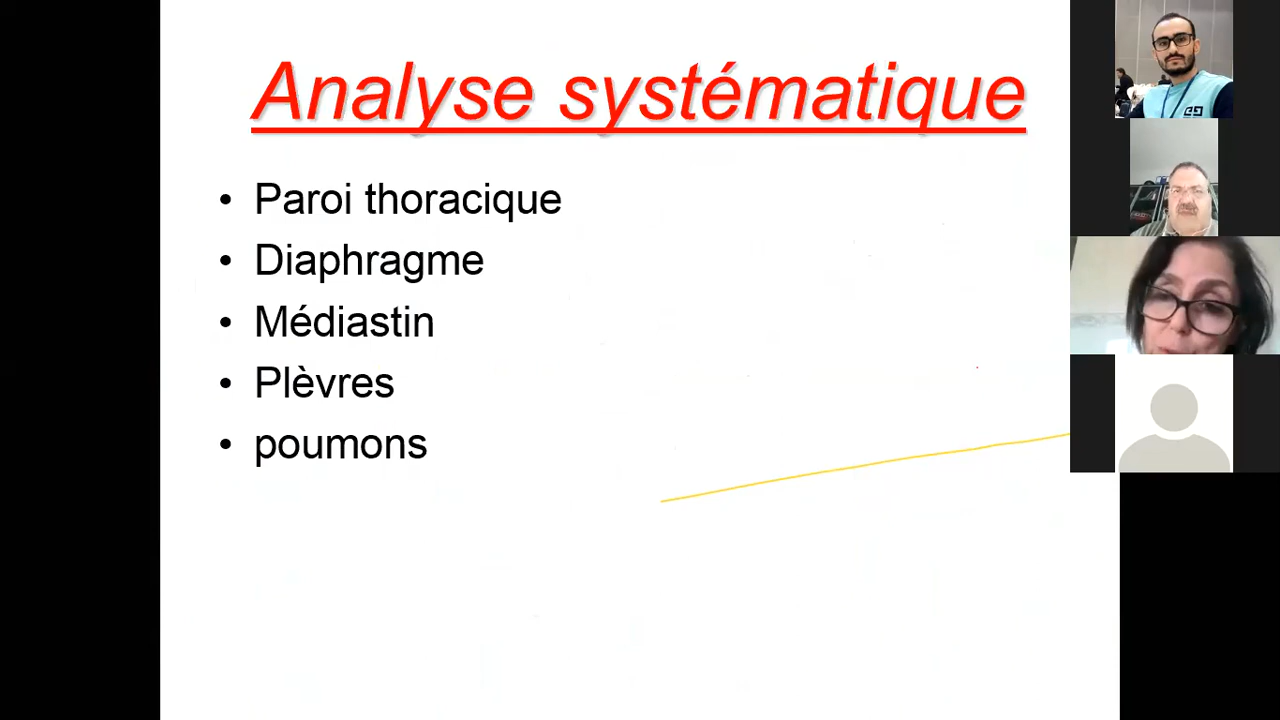 Analyse systématique
• Paroi thoracique
• Diaphragme
• Médiastin
• Plèvres
• poumons